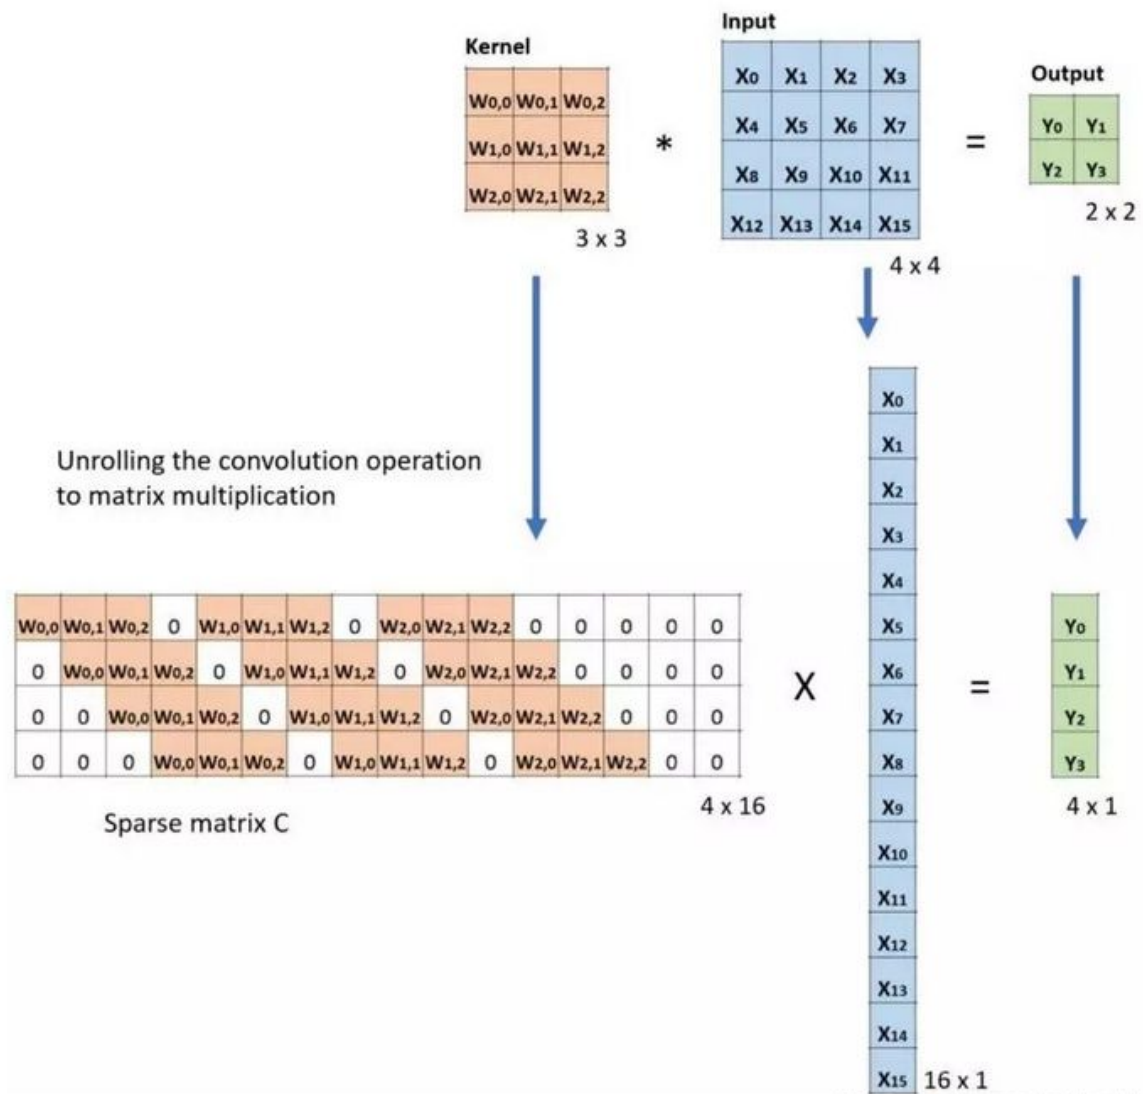 Input
Kernel
Output
X0 X1 X2 X3
W0,0 W0,1 W0,2
X4 X5 X6 X7
Y0 Y1
W1,0 W1,1 W1,2
*
=
X8 X9 X10 X11
Y2 Y3
W2,0 W2,1 W2,2
X12 X13 X14 X15
2 x 2
3 x 3
4 x 4
Unrolling the convolution operation
to matrix multiplication
W0,0 W0,1 W0,2 0 W1,0 W1,1 W1,2 0 W2,0 W2,1 W2,2 0 0 0 0 0
0 W0,0 W0,1 W0,2 0 W1,0 W1,1 W1,2 0 W2,0 W2,1 W2,2 0 0 0 0
0 0 W0,0 W0,1 W0,2 0 W1,0 W1,1 W1,2 0 W2,0 W2,1 W2,2 0 0 0
0 0 0 W0,0 W0,1 W0,2 0 W1,0 W1,1 W1,2 0 W2,0 W2,1 W2,2 0 0
4 x 16
Sparse matrix C
X
X0
X1
X2
X3
X4
X5
X6
X7
X8
X9
X10
X11
X12
X13
X14
X15
16 x 1
=
Y0
Y1
Y2
Y3
4 x 1